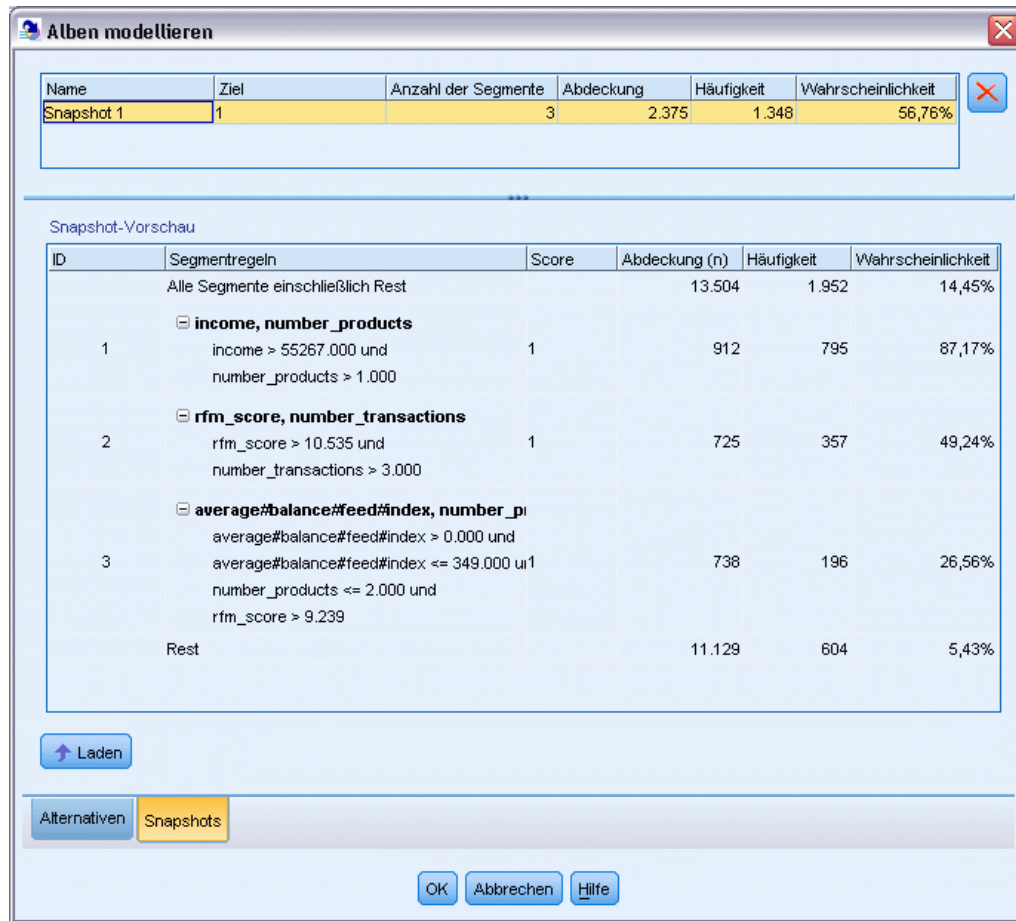 Alben modellieren
Name Ziel Anzahl der Segmente Abdeckung Häufigkeit Wahrscheinlichkeit
Snapshot 1 1 3 2.375 1.348 56,76%
Snapshot-Vorschau
ID Segmentregeln Score Abdeckung (n) Häufigkeit Wahrscheinlichkeit
Alle Segmente einschließlich Rest 13.504 1.952 14,45%
income, number_products
income > 55267.000 und
1 1 912 795 87,17%
number_products > 1.000
rfm_score, number_transactions
2 rfm_score > 10.535 und 1 725 357 49,24%
number_transactions > 3.000
average#balance#feed#index, number_pr
average#balance#feed#index > 0.000 und
3 average#balance#feed#index <= 349.000 un 1 738 196 26,56%
number_products <= 2.000 und
rfm_score > 9.239
Rest 11.129 604 5,43%
Laden
Alternativen Snapshots
OK Abbrechen Hilfe